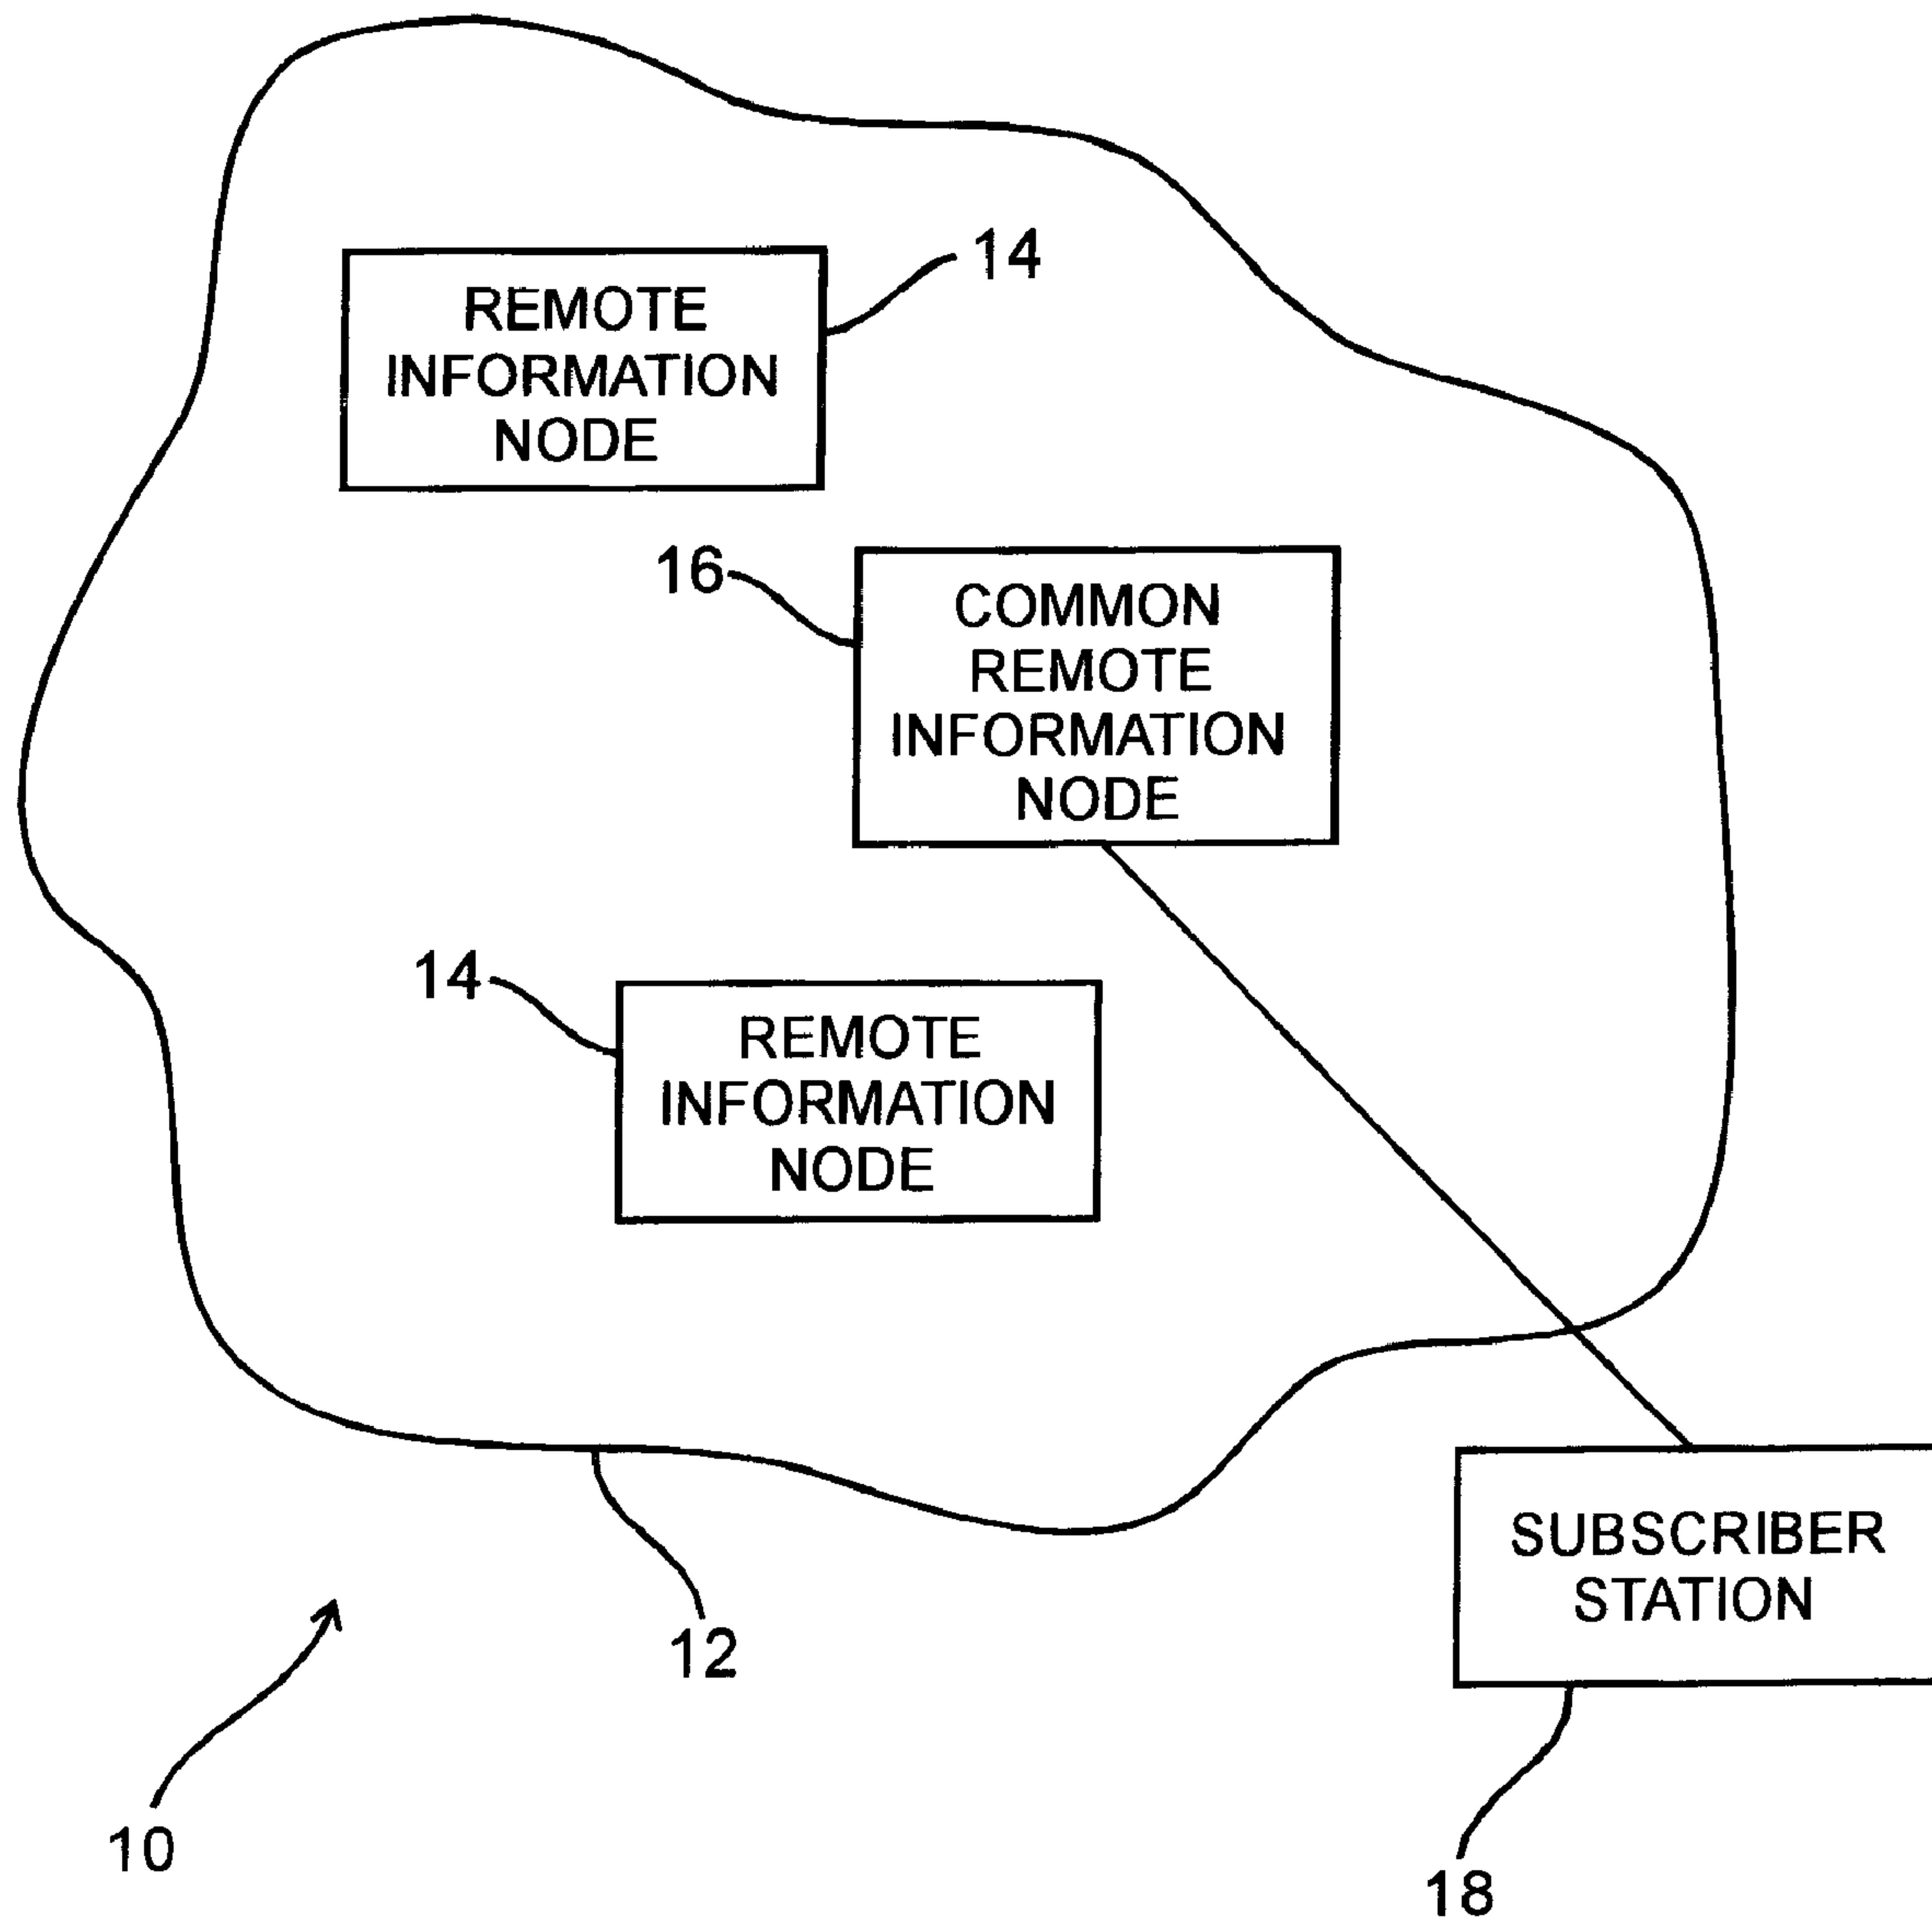 14
REMOTE
INFORMATION
NODE
16
COMMON
REMOTE
INFORMATION
NODE
14
REMOTE
INFORMATION
NODE
SUBSCRIBER
STATION
12
10
18